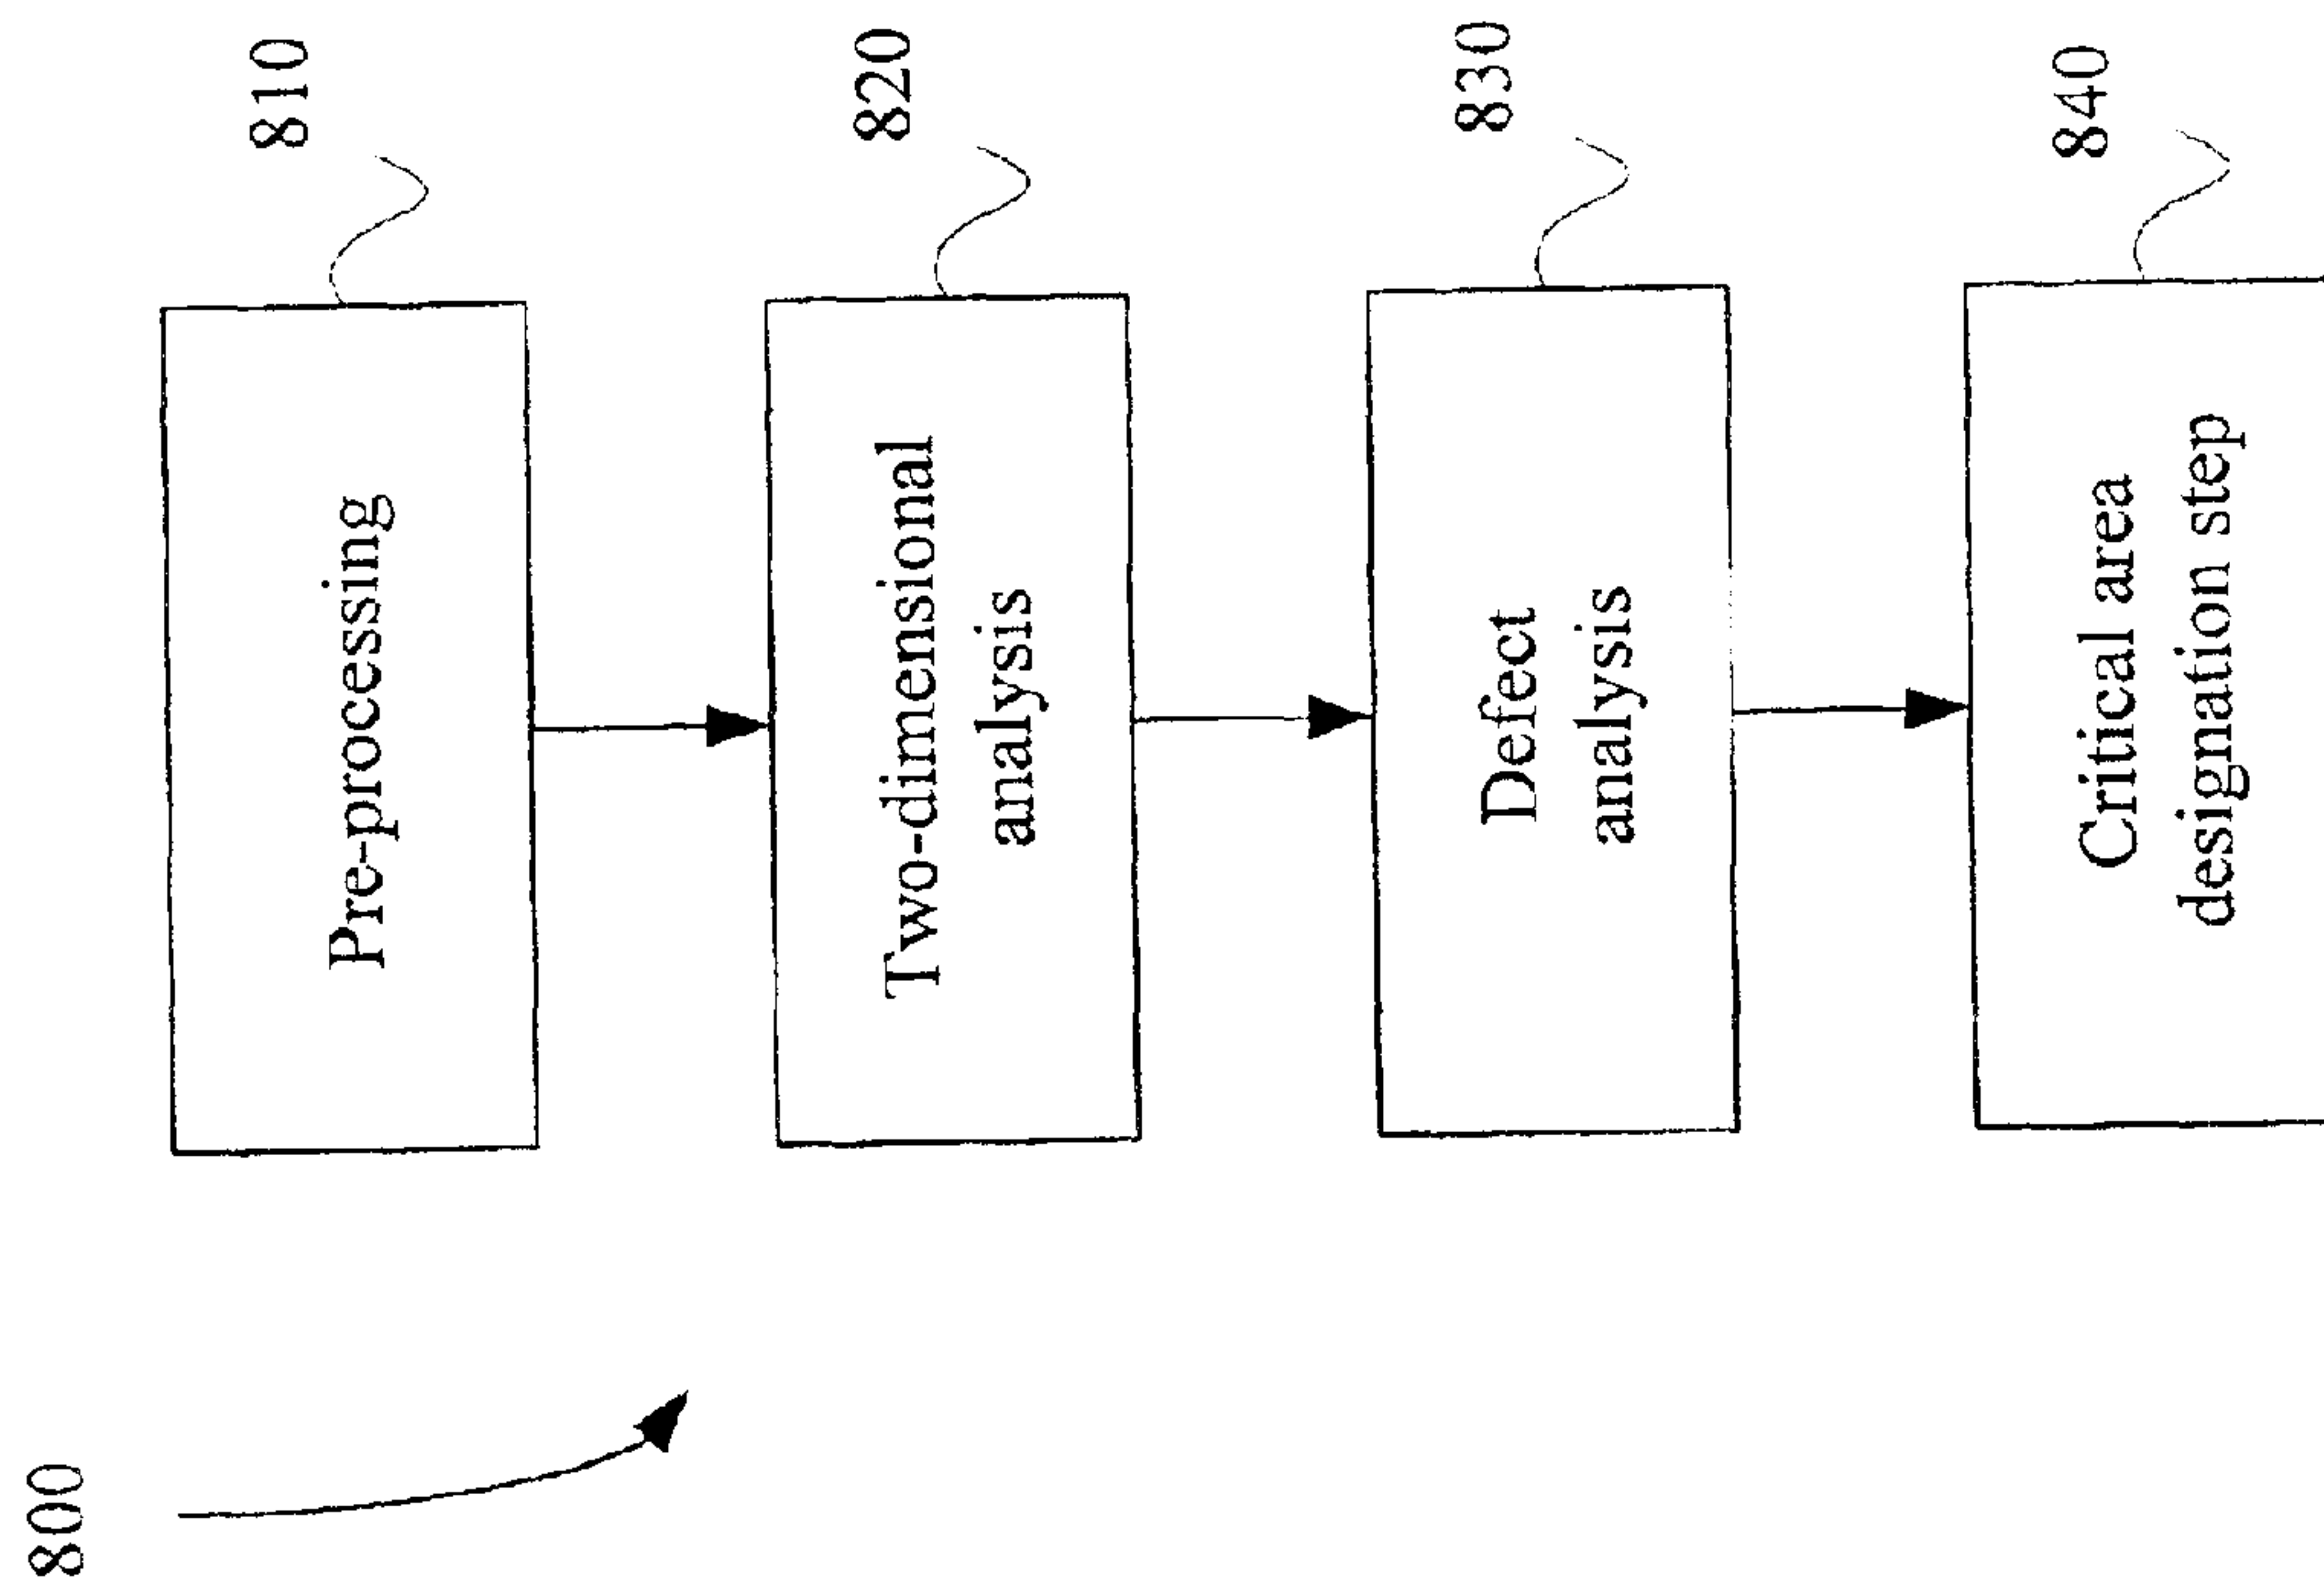 800
810
Pre-processing
820
Two-dimensional
analysis
830
Defect
analysis
840
Critical area
designation step